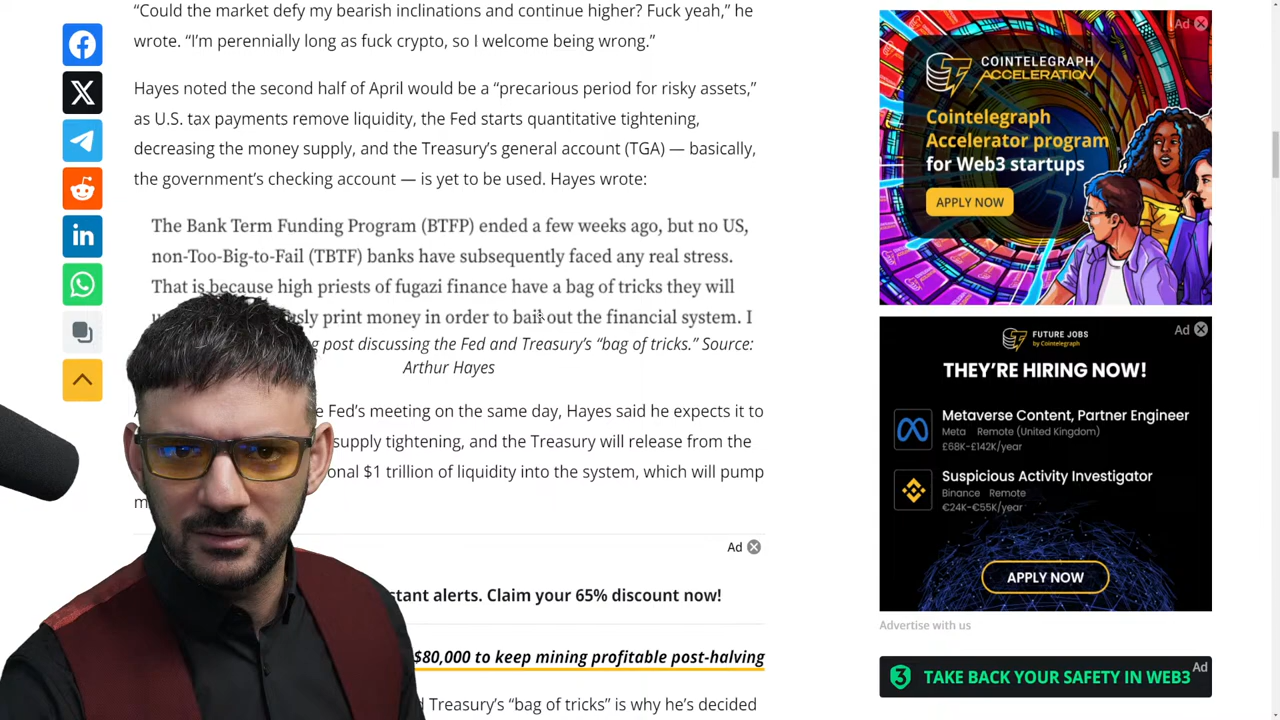 “Could the market defy my bearish inclinations and continue higher? Fuck yeah,” he
wrote. “I’m perennially long as fuck crypto, so I welcome being wrong.”
Hayes noted the second half of April would be a “precarious period for risky assets,”
as U.S. tax payments remove liquidity, the Fed starts quantitative tightening,
decreasing the money supply, and the Treasury’s general account (TGA) — basically,
the government’s checking account — is yet to be used. Hayes wrote:
The Bank Term Funding Program (BTFP) ended a few weeks ago, but no US,
non-Too-Big-to-Fail (TBTF) banks have subsequently faced any real stress.
That is because high priests of fugazi finance have a bag of tricks they will
print money in order to bail out the financial system. I
post discussing the Fed and Treasury’s “bag of tricks.” Source:
Arthur Hayes
Fed’s meeting on the same day, Hayes said he expects it to
supply tightening, and the Treasury will release from the
$1 trillion of liquidity into the system, which will pump
Ad
alerts. Claim your 65% discount now!
$80,000 to keep mining profitable post-halving
Treasury’s “bag of tricks” is why he’s decided
Ad
COINTELEGRAPH
ACCELERATION
Cointelegraph
Accelerator program
for Web3 startups
APPLY NOW
Ad
FUTURE JOBS
by Cointelegraph
THEY’RE HIRING NOW!
Metaverse Content, Partner Engineer
Meta Remote (United Kingdom)
£68K-£142K/year
Suspicious Activity Investigator
Binance Remote
€24K-€55K/year
APPLY NOW
Advertise with us
TAKE BACK YOUR SAFETY IN WEB3
Ad